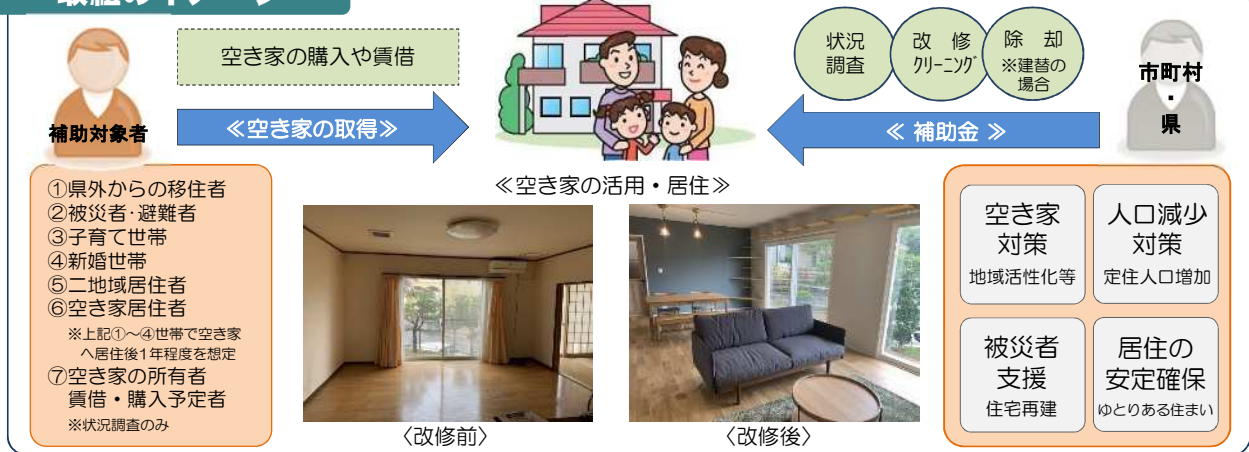 取組のイメージ
補助対象者
空き家の購入や賃借
≪空き家の取得≫
状況
調査
改 修
クリーニング
除 却
※建替の
場合
市町村
・
県
≪ 補助金 ≫
①県外からの移住者
②被災者・避難者
③子育て世帯
④新婚世帯
⑤二地域居住者
⑥空き家居住者
※上記①～④世帯で空き家
へ居住後1年程度を想定
⑦空き家の所有者
賃借・購入予定者
※状況調査のみ
≪空き家の活用・居住≫
〈改修前〉
〈改修後〉
空き家
対策
地域活性化等
人口減少
対策
定住人口増加
被災者
支援
住宅再建
居住の
安定確保
ゆとりある住まい